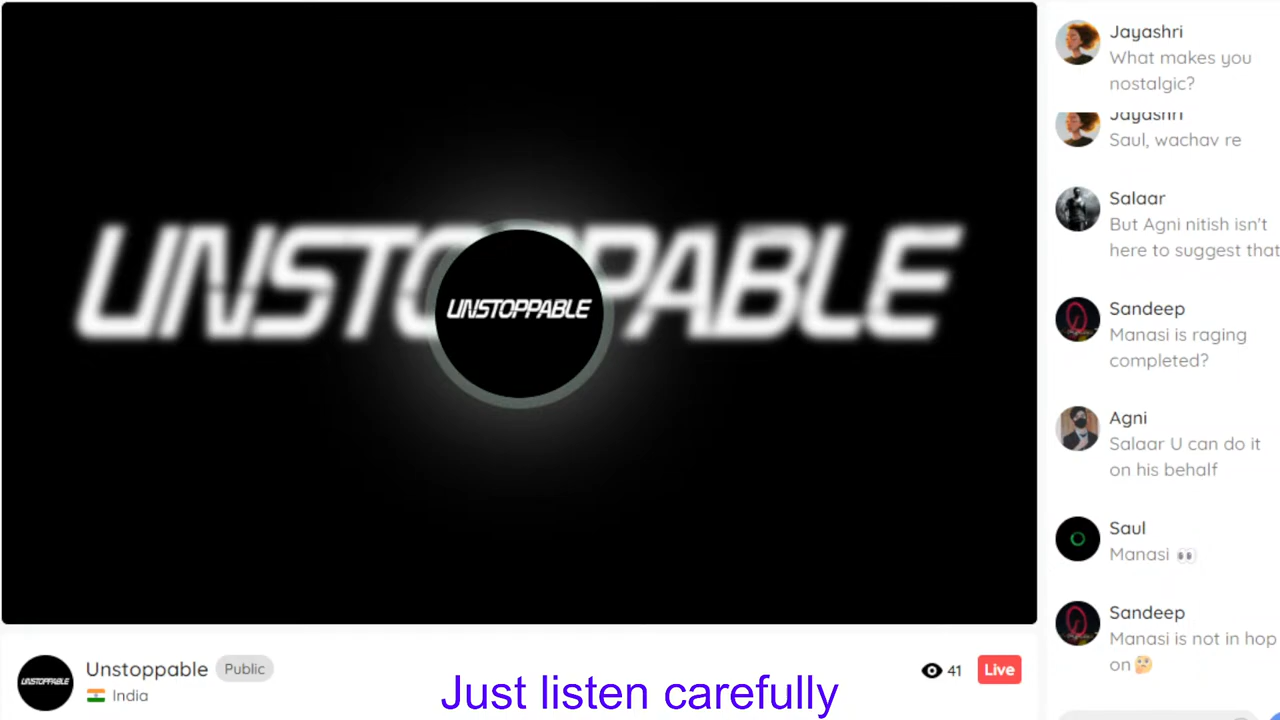 UNSTOPPABLE
UNSTOPPABLE
UNSTOPPABLE
Unstoppable Public
India
41 Live
Just listen carefully
Jayashri
What makes you
nostalgic?
Jayashri
Saul, wachav re
Salaar
But Agni nitish isn't
here to suggest that
Sandeep
Manasi is raging
completed?
Agni
Salaar U can do it
on his behalf
Saul
Manasi 👀
Sandeep
Manasi is not in hop
on🤔